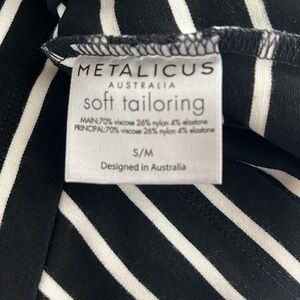 METALICUS
AUSTRALIA
soft tailoring
MAIN:70% viscose 26% nylon 4% elastane
PRINCIPAL:70% viscose 26% nylon 4% elastane
S/M
Designed in Australia